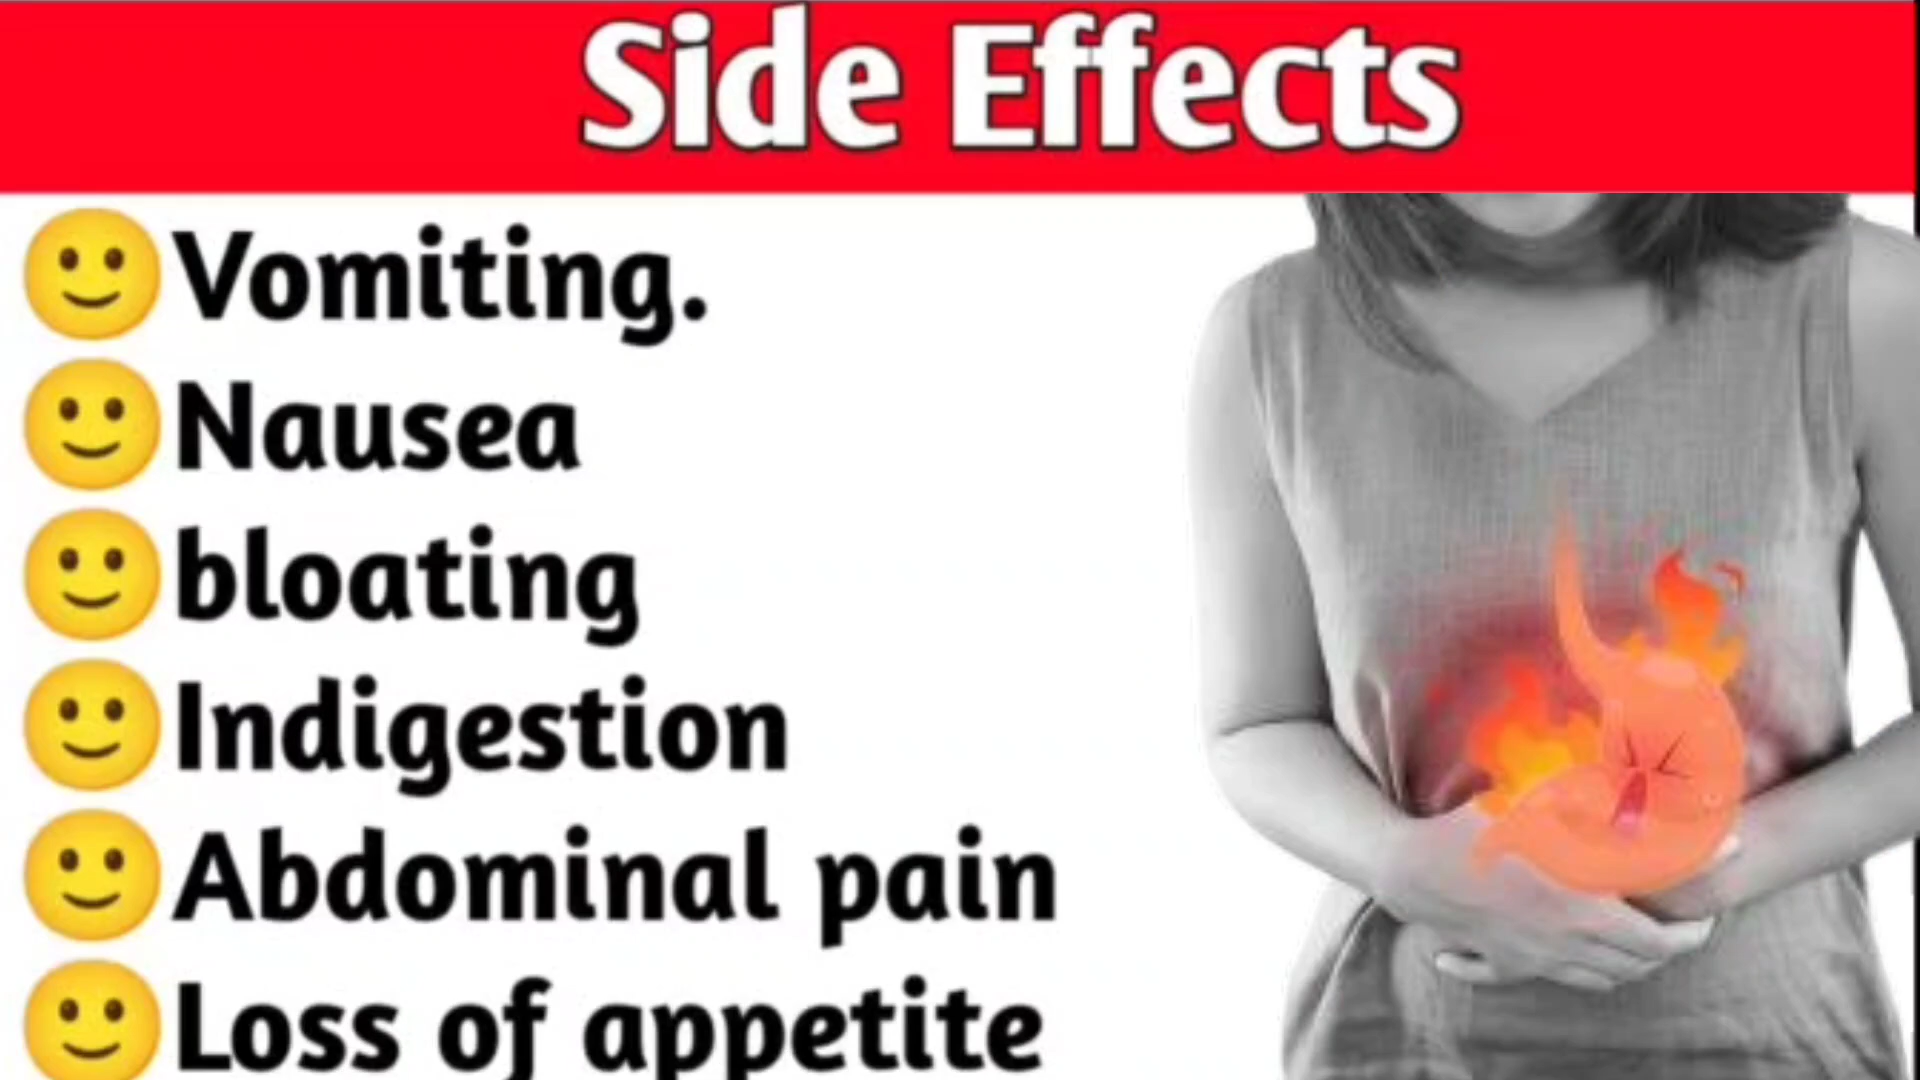 Side Effects
Vomiting.
Nausea
bloating
Indigestion
Abdominal pain
Loss of appetite